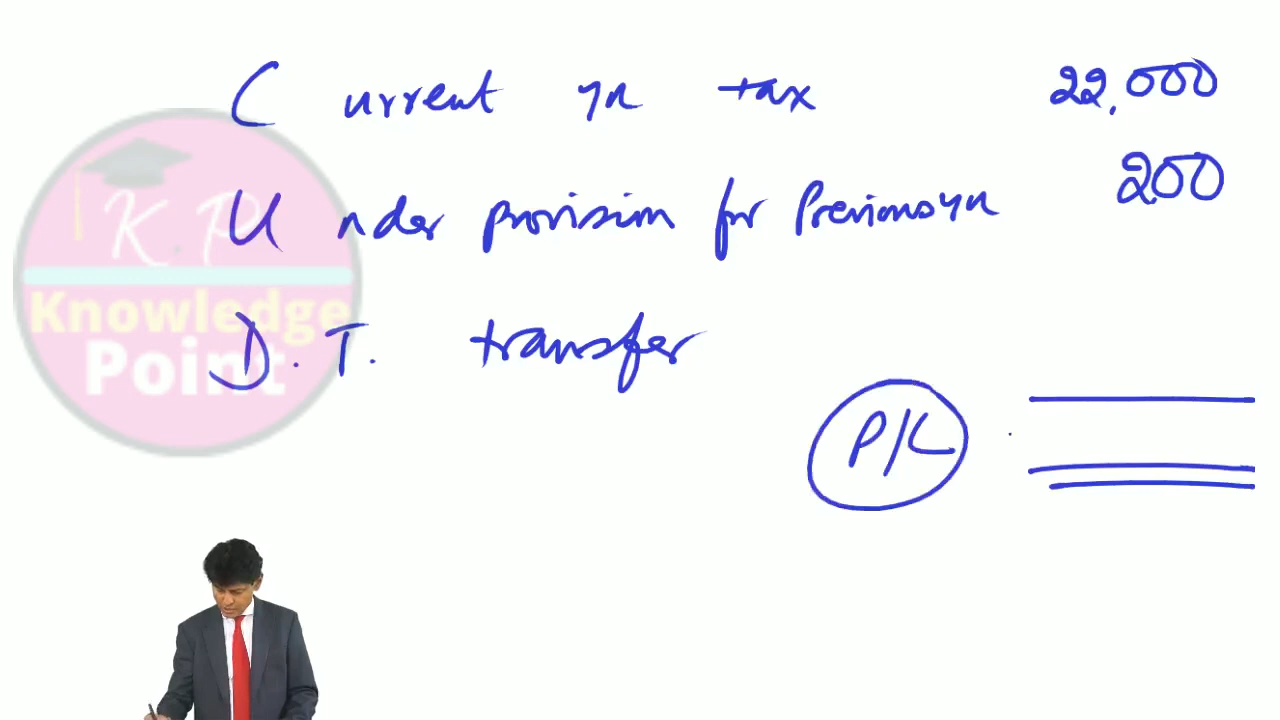 Current yr tax 22,000
Under provision for Previous yr 200
D.T. transfer
P/L
K.P
Knowledge
Point